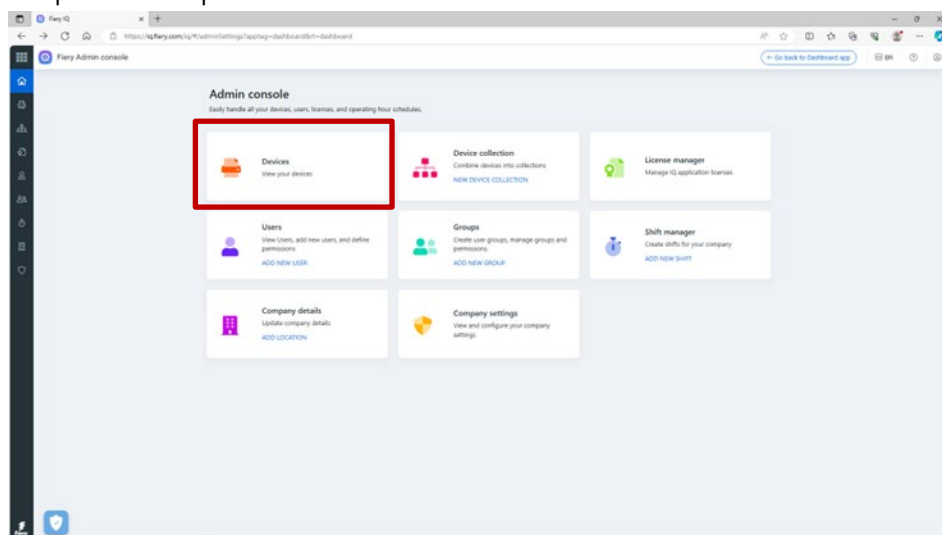 Fiery IQ
https://iq.fiery.com/iq/#/adminSettings?apptag=dashboard&rt=dashboard
Fiery Admin console
Go back to Dashboard app
EN
Admin console
Easily handle all your devices, users, licenses, and operating hour schedules.
Devices
View your devices
Device collection
Combine devices into collections
NEW DEVICE COLLECTION
License manager
Manage IQ application licenses
Users
View Users, add new users, and define
permissions
ADD NEW USER
Groups
Create user groups, manage groups and
permissions.
ADD NEW GROUP
Shift manager
Create shifts for your company
ADD NEW SHIFT
Company details
Update company details
ADD LOCATION
Company settings
View and configure your company
settings